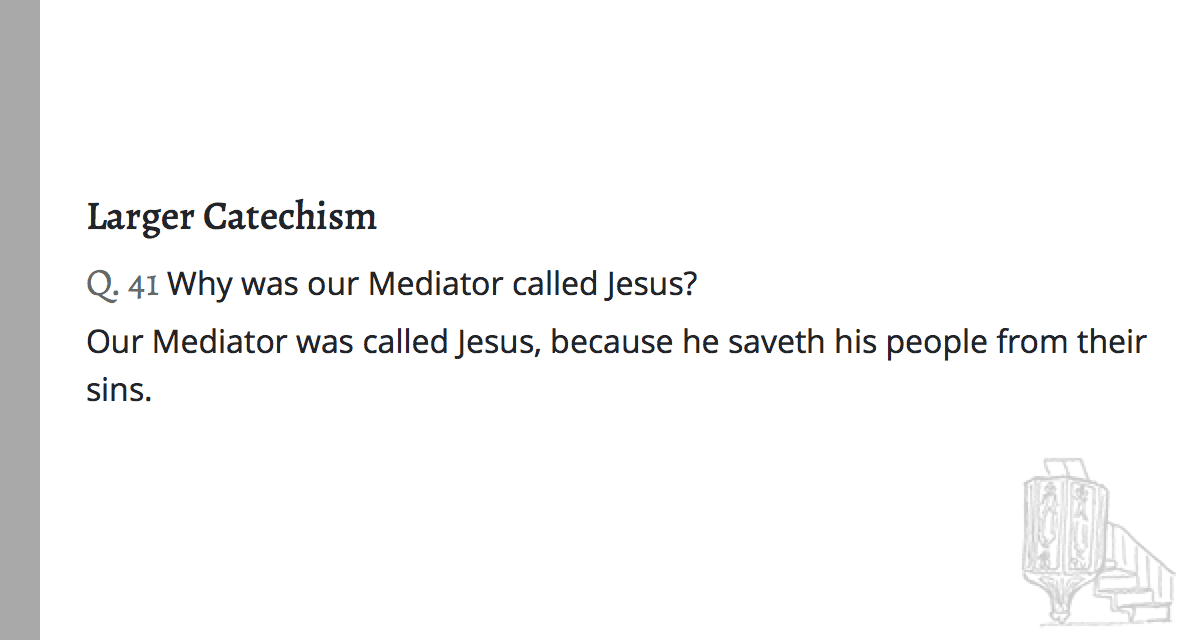 Larger Catechism
Q. 41 Why was our Mediator called Jesus?
Our Mediator was called Jesus, because he saveth his people from their
sins.